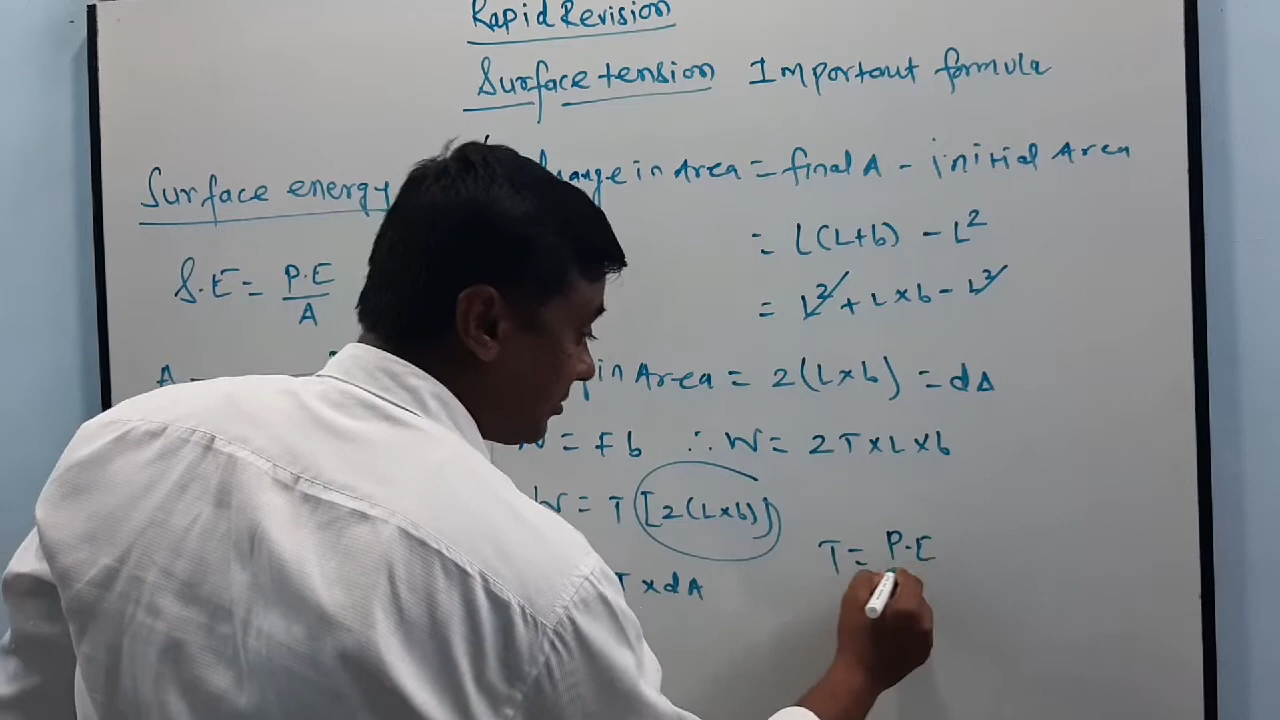 Rapid Revision
Surface tension Important formula
Surface energy
in Area = final A - initial Area
= L(L+b) - L²
S.E = P.E / A
= L² + L×b - L²
A
in Area = 2(L×b) = dA
= Fb ∴ W = 2T×L×b
W = T[2(L×b)]
T = P.E
T×dA